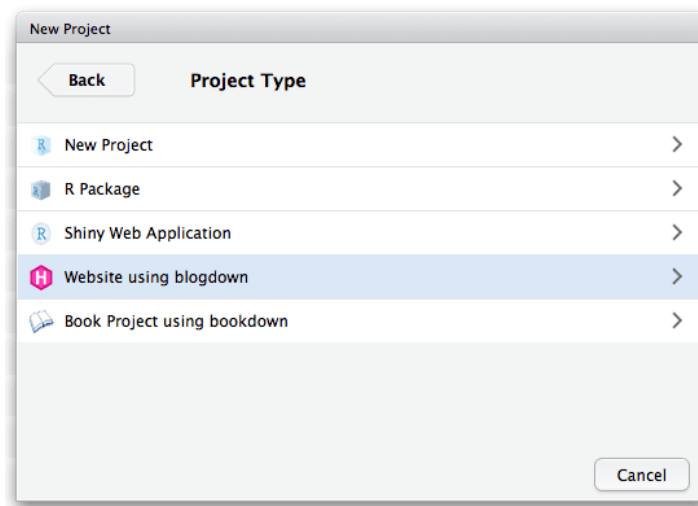 New Project
Back
Project Type
New Project
R Package
Shiny Web Application
Website using blogdown
Book Project using bookdown
Cancel